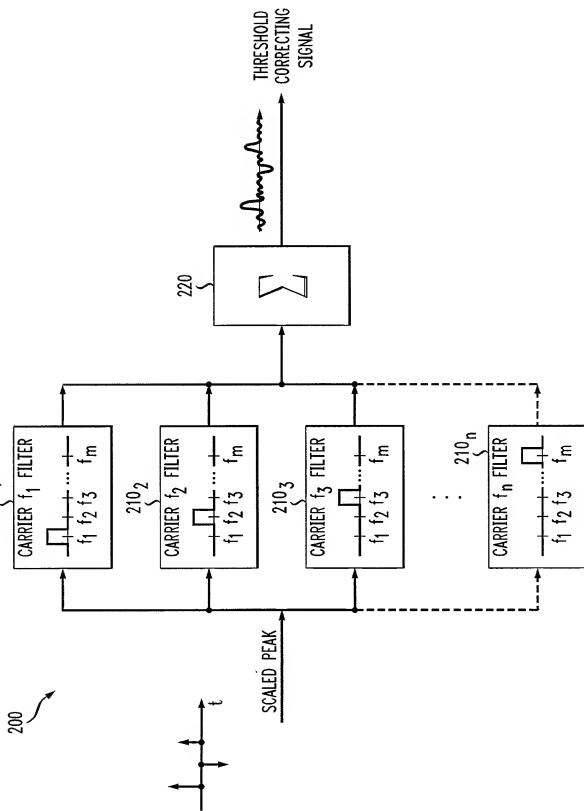 200
t
SCALED PEAK
CARRIER f₁ FILTER
f₁ f₂ f₃ ... fₘ
210₂
CARRIER f₂ FILTER
f₁ f₂ f₃ ... fₘ
210₃
CARRIER f₃ FILTER
f₁ f₂ f₃ ... fₘ
. . .
210ₙ
CARRIER fₙ FILTER
f₁ f₂ f₃ ... fₘ
220
Σ
THRESHOLD
CORRECTING
SIGNAL